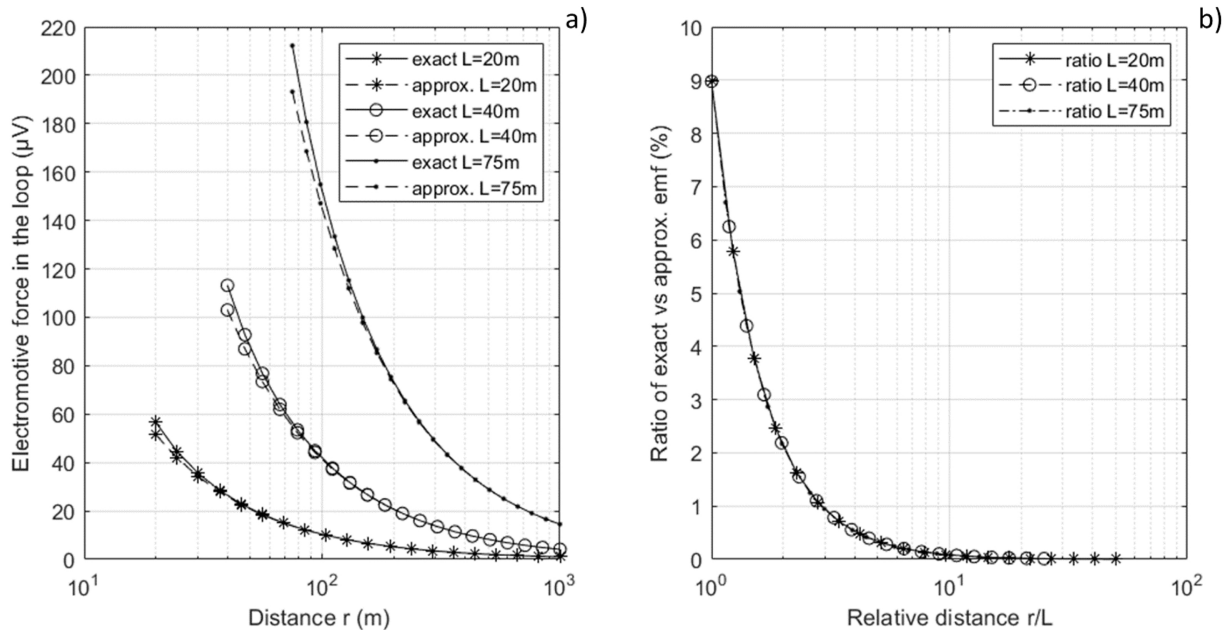 a)
Electromotive force in the loop (µV)
220
200
180
160
140
120
100
80
60
40
20
0
exact L=20m
approx. L=20m
exact L=40m
approx. L=40m
exact L=75m
approx. L=75m
10¹
10²
10³
Distance r (m)
b)
Ratio of exact vs approx. emf (%)
10
9
8
7
6
5
4
3
2
1
0
ratio L=20m
ratio L=40m
ratio L=75m
10⁰
10¹
10²
Relative distance r/L